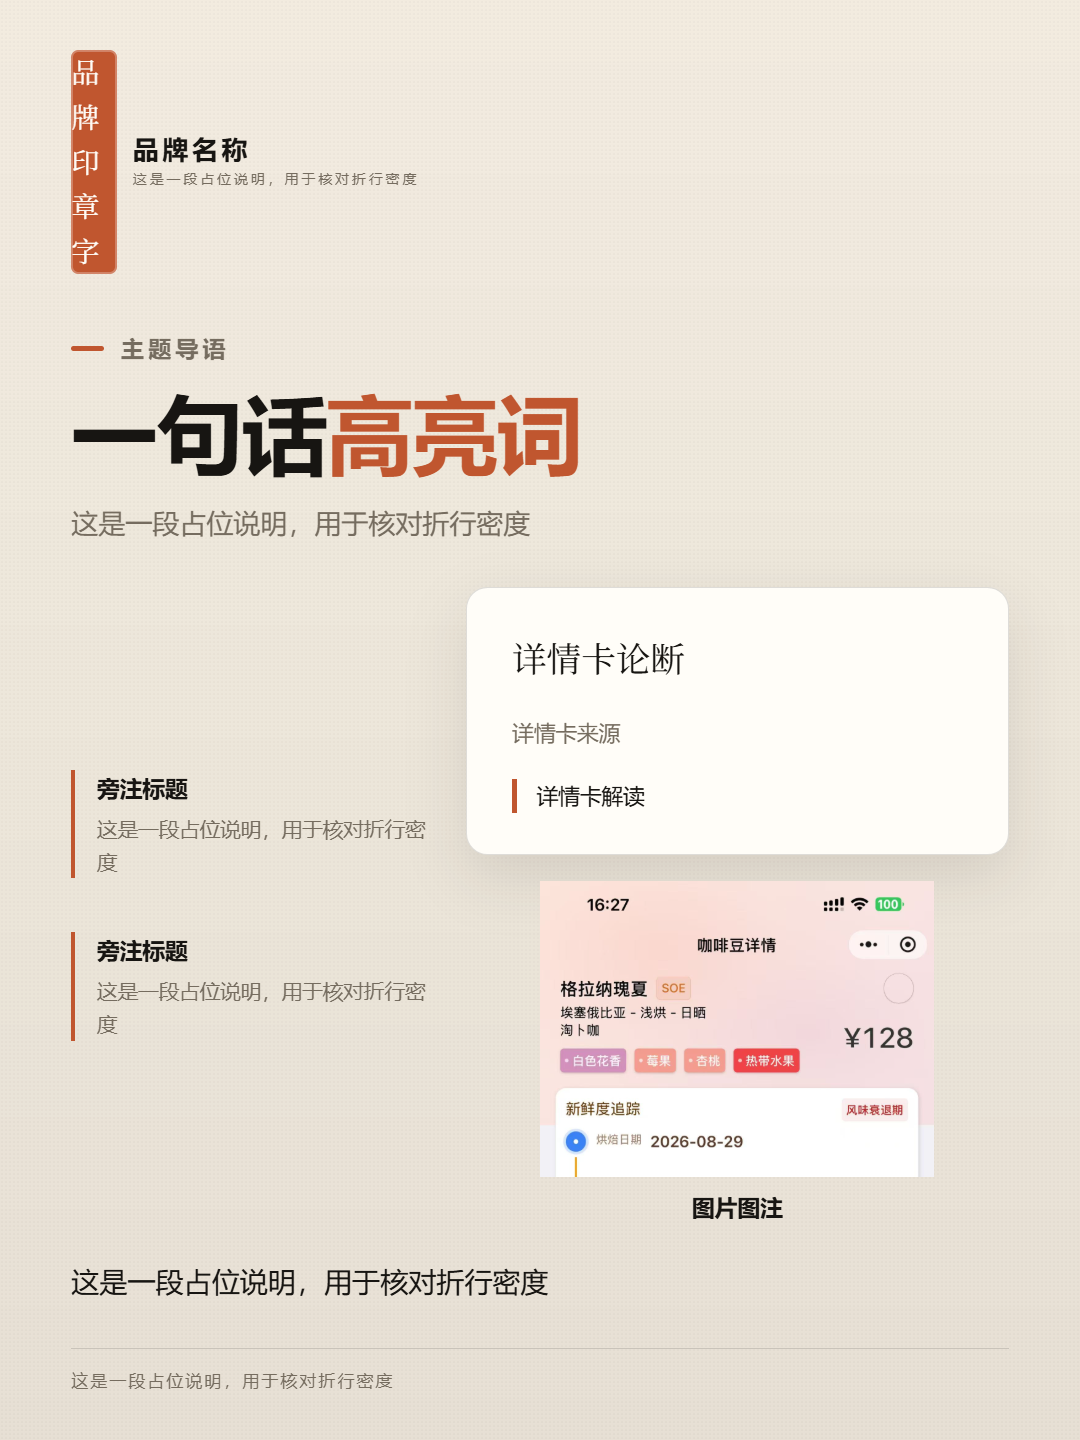 品
牌
印
章
字
品牌名称
这是一段占位说明，用于核对折行密度
主题导语
一句话高亮词
这是一段占位说明，用于核对折行密度
详情卡论断
详情卡来源
详情卡解读
旁注标题
这是一段占位说明，用于核对折行密
度
旁注标题
这是一段占位说明，用于核对折行密
度
16:27
100
咖啡豆详情
格拉纳瑰夏 SOE
埃塞俄比亚 - 浅烘 - 日晒
淘卜咖
¥128
白色花香 莓果 杏桃 热带水果
新鲜度追踪 风味衰退期
烘焙日期 2026-08-29
图片图注
这是一段占位说明，用于核对折行密度
这是一段占位说明，用于核对折行密度